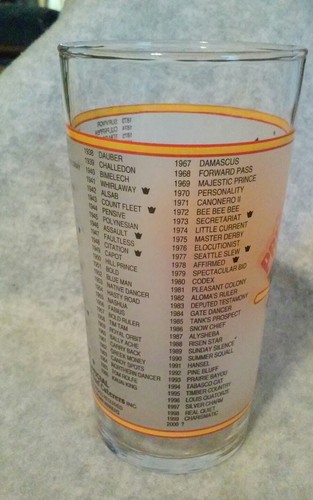 1938 DAUBER
1939 CHALLEDON
1940 BIMELECH
1941 WHIRLAWAY
1942 ALSAB
1943 COUNT FLEET
1944 PENSIVE
1945 POLYNESIAN
1946 ASSAULT
1947 FAULTLESS
1948 CITATION
1949 CAPOT
HILL PRINCE
BOLD
BLUE MAN
NATIVE DANCER
HASTY ROAD
NASHUA
FABIUS
BOLD RULER
TIM TAM
ROYAL ORBIT
BALLY ACHE
CARRY BACK
GREEK MONEY
CANDY SPOTS
NORTHERN DANCER
TOM ROLFE
KAUAI KING
1967 DAMASCUS
1968 FORWARD PASS
1969 MAJESTIC PRINCE
1970 PERSONALITY
1971 CANONERO II
1972 BEE BEE BEE
1973 SECRETARIAT
1974 LITTLE CURRENT
1975 MASTER DERBY
1976 ELOCUTIONIST
1977 SEATTLE SLEW
1978 AFFIRMED
1979 SPECTACULAR BID
1980 CODEX
1981 PLEASANT COLONY
1982 ALOMA'S RULER
1983 DEPUTED TESTAMONY
1984 GATE DANCER
1985 TANK'S PROSPECT
1986 SNOW CHIEF
1987 ALYSHEBA
1988 RISEN STAR
1989 SUNDAY SILENCE
1990 SUMMER SQUALL
1991 HANSEL
1992 PINE BLUFF
1993 PRAIRIE BAYOU
1994 TABASCO CAT
1995 TIMBER COUNTRY
1996 LOUIS QUATORZE
1997 SILVER CHARM
1998 REAL QUIET
1999 CHARISMATIC
2000 ?